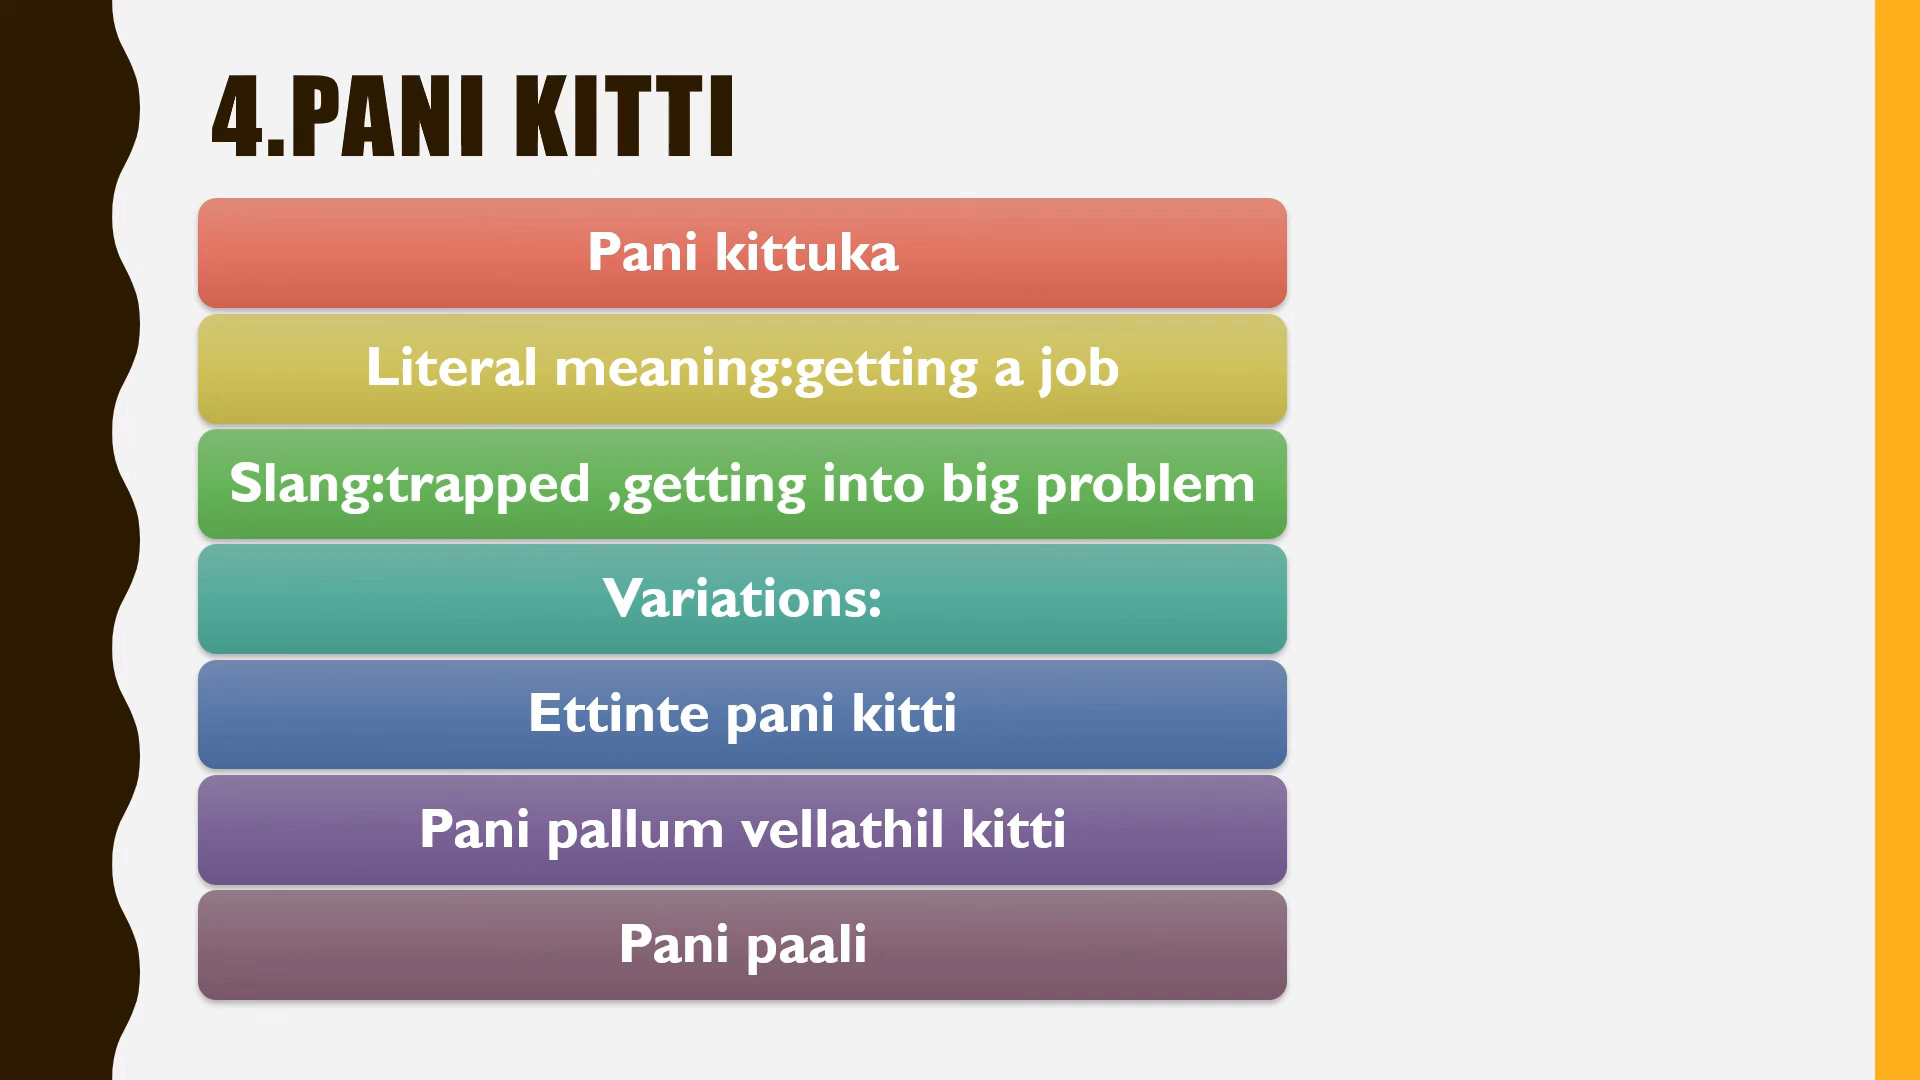 4.PANI KITTI
Pani kittuka
Literal meaning:getting a job
Slang:trapped ,getting into big problem
Variations:
Ettinte pani kitti
Pani pallum vellathil kitti
Pani paali